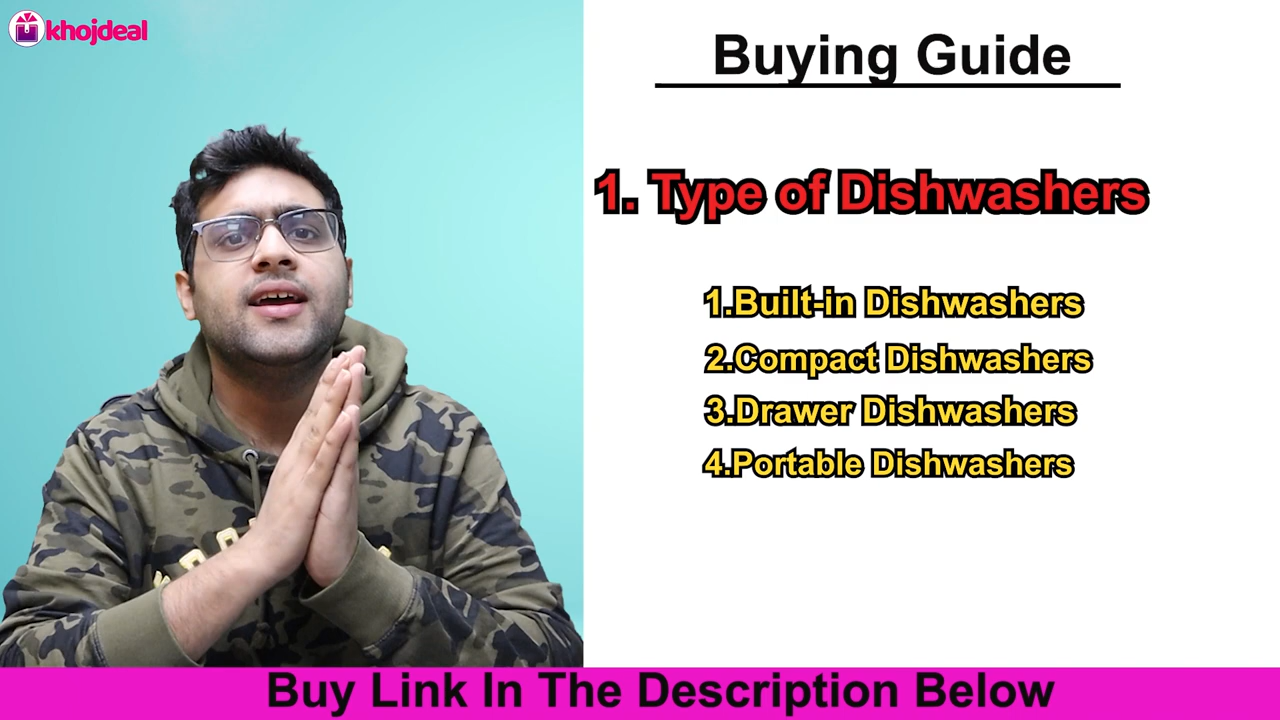 khojdeal
Buying Guide
1. Type of Dishwashers
1.Built-in Dishwashers
2.Compact Dishwashers
3.Drawer Dishwashers
4.Portable Dishwashers
Buy Link In The Description Below